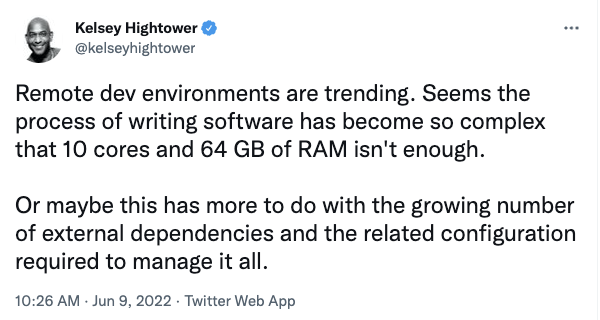 Kelsey Hightower
@kelseyhightower
Remote dev environments are trending. Seems the
process of writing software has become so complex
that 10 cores and 64 GB of RAM isn't enough.
Or maybe this has more to do with the growing number
of external dependencies and the related configuration
required to manage it all.
10:26 AM · Jun 9, 2022 · Twitter Web App